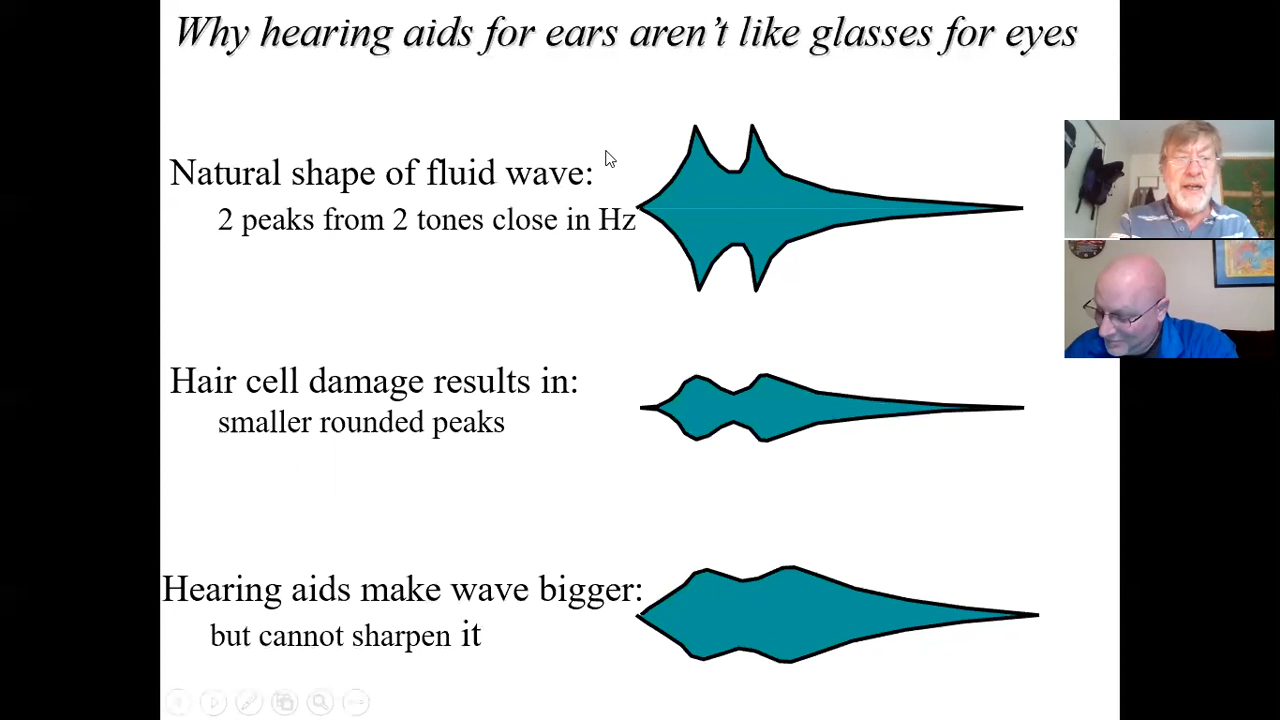 Why hearing aids for ears aren't like glasses for eyes
Natural shape of fluid wave:
2 peaks from 2 tones close in Hz
Hair cell damage results in:
smaller rounded peaks
Hearing aids make wave bigger:
but cannot sharpen it